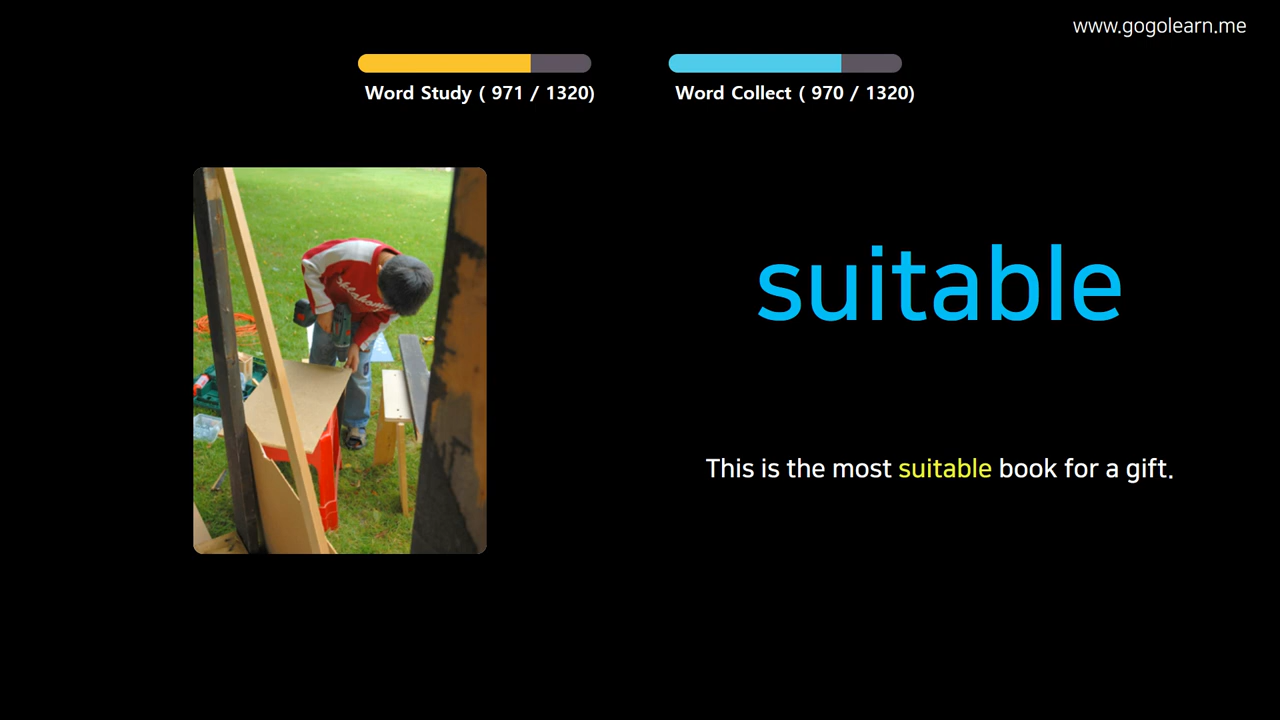 www.gogolearn.me
Word Study ( 971 / 1320)
Word Collect ( 970 / 1320)
suitable
This is the most suitable book for a gift.